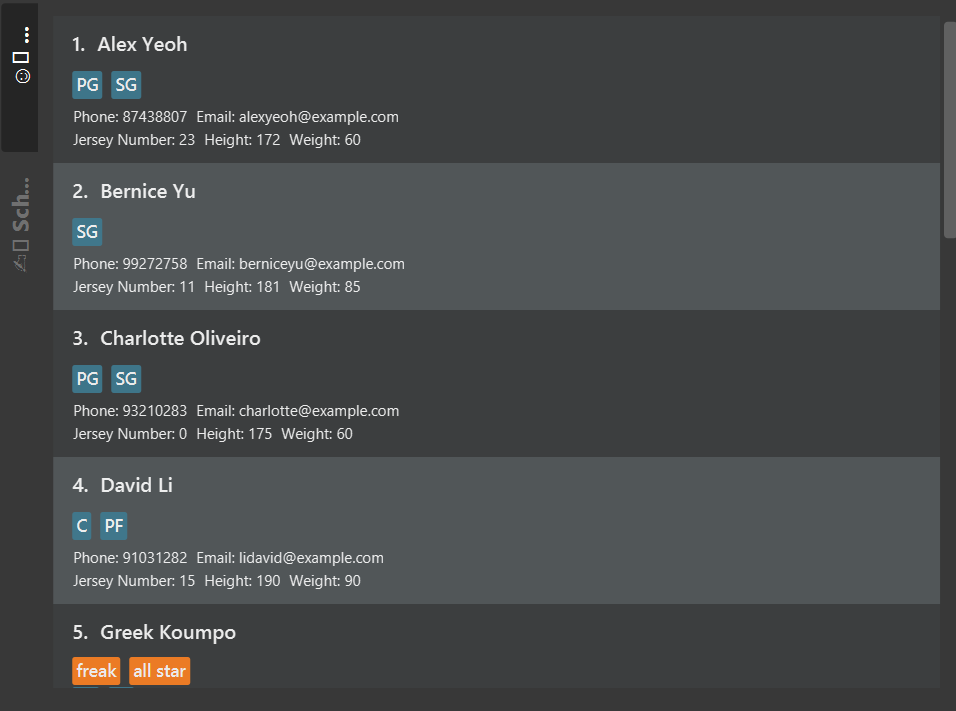 Sch...
1. Alex Yeoh
PG SG
Phone: 87438807 Email: alexyeoh@example.com
Jersey Number: 23 Height: 172 Weight: 60
2. Bernice Yu
SG
Phone: 99272758 Email: berniceyu@example.com
Jersey Number: 11 Height: 181 Weight: 85
3. Charlotte Oliveiro
PG SG
Phone: 93210283 Email: charlotte@example.com
Jersey Number: 0 Height: 175 Weight: 60
4. David Li
C PF
Phone: 91031282 Email: lidavid@example.com
Jersey Number: 15 Height: 190 Weight: 90
5. Greek Koumpo
freak all star